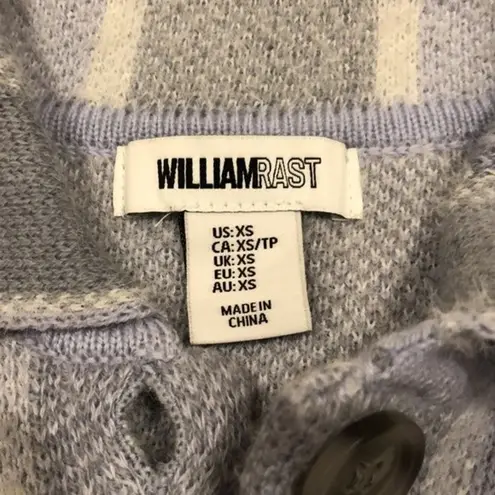 WILLIAMRAST
US: XS
CA: XS/TP
UK: XS
EU: XS
AU: XS
MADE IN
CHINA